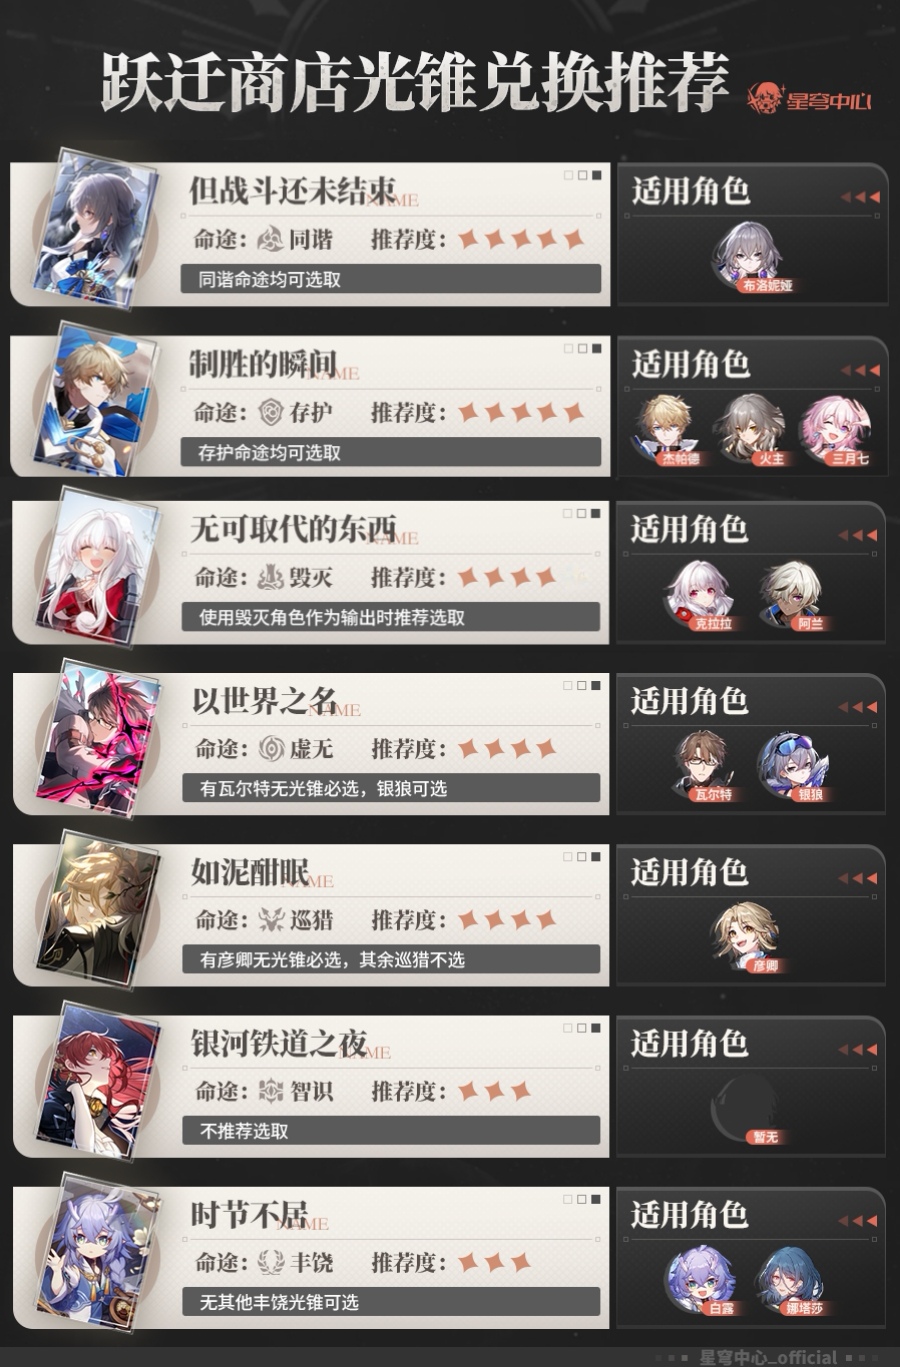 跃迁商店光锥兑换推荐
星穹中心
但战斗还未结束
NAME
命途：同谐 推荐度：
同谐命途均可选取
适用角色
布洛妮娅
制胜的瞬间
NAME
命途：存护 推荐度：
存护命途均可选取
适用角色
杰帕德 火主 三月七
无可取代的东西
NAME
命途：毁灭 推荐度：
使用毁灭角色作为输出时推荐选取
适用角色
克拉拉 阿兰
以世界之名
NAME
命途：虚无 推荐度：
有瓦尔特无光锥必选，银狼可选
适用角色
瓦尔特 银狼
如泥酣眠
NAME
命途：巡猎 推荐度：
有彦卿无光锥必选，其余巡猎不选
适用角色
彦卿
银河铁道之夜
NAME
命途：智识 推荐度：
不推荐选取
适用角色
暂无
时节不居
NAME
命途：丰饶 推荐度：
无其他丰饶光锥可选
适用角色
白露 娜塔莎
星穹中心_official